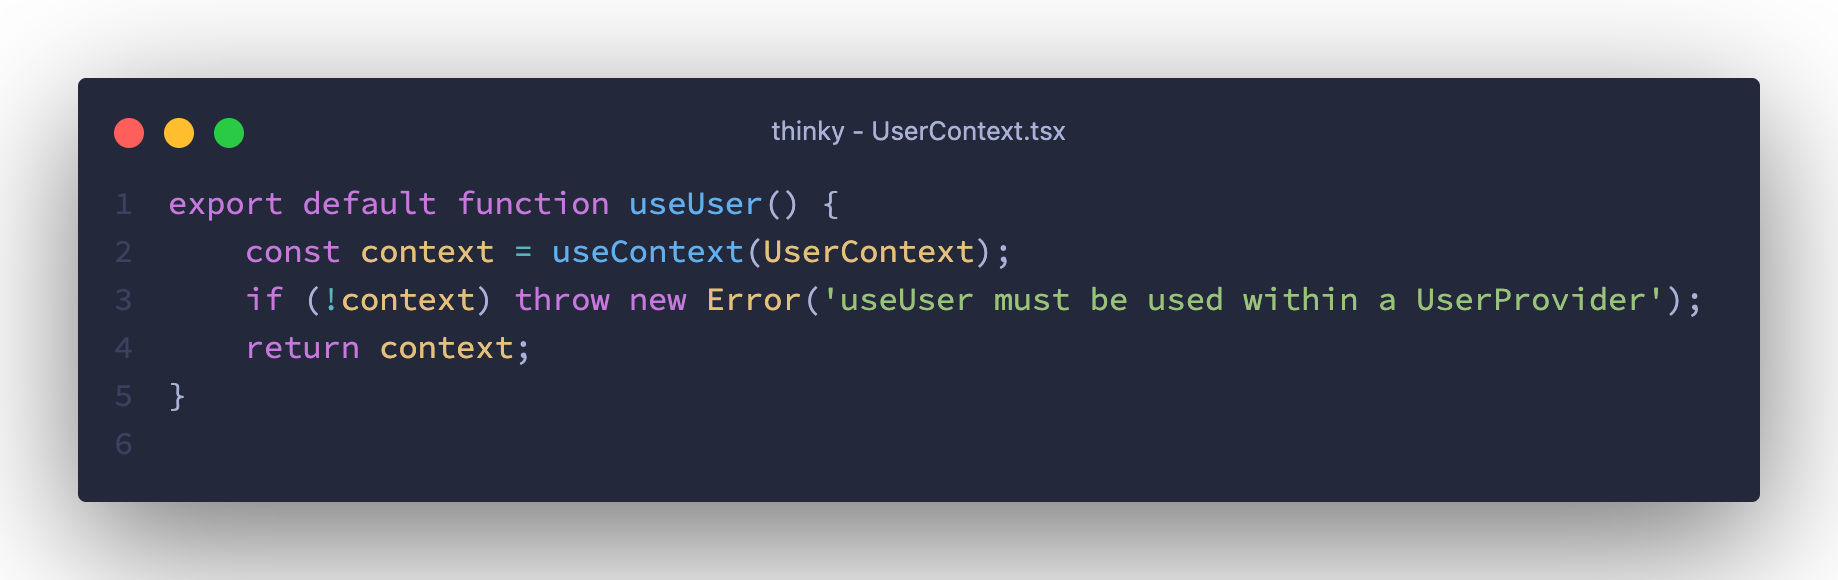 thinky - UserContext.tsx
1 export default function useUser() {
2     const context = useContext(UserContext);
3     if (!context) throw new Error('useUser must be used within a UserProvider');
4     return context;
5 }
6